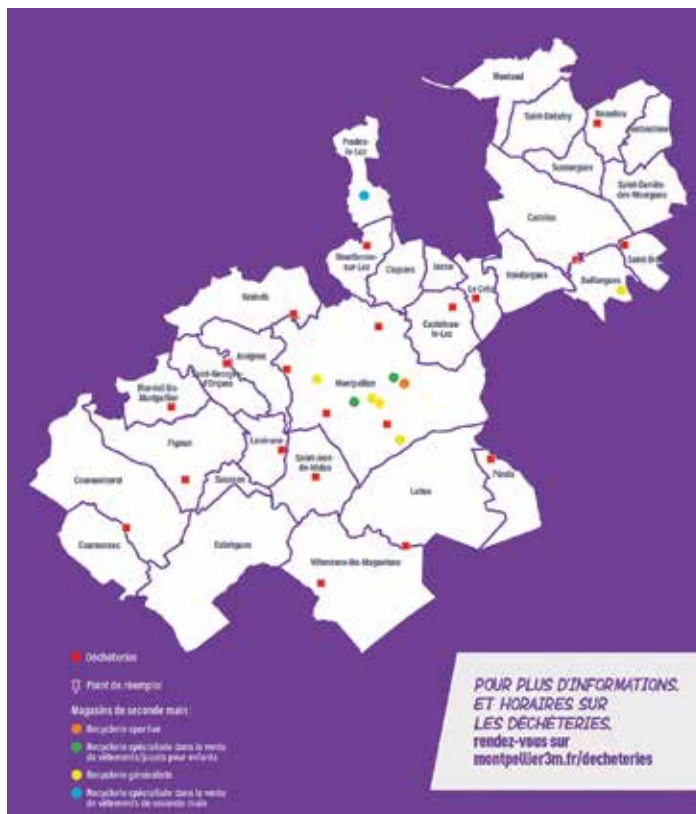 Montaud
Saint-Drézéry
Beaulieu
Restinclières
Sussargues
Saint-Geniès-
des-Mourgues
Castries
Prades-
le-Lez
Montferrier-
sur-Lez
Clapiers
Jacou
Le Crès
Vendargues
Baillargues
Saint-Brès
Castelnau-
le-Lez
Grabels
Juvignac
Saint-Georges-
d'Orques
Murviel-lès-
Montpellier
Montpellier
Pignan
Lavérune
Saint-Jean-
de-Védas
Saussan
Cournonterral
Cournonsec
Fabrègues
Lattes
Pérols
Villeneuve-lès-Maguelone
Déchèteries
Point de réemploi
Magasins de seconde main :
Recyclerie sportive
Recyclerie spécialisée dans la vente
de vêtements/jouets pour enfants
Recyclerie généraliste
Recyclerie spécialisée dans la vente
de vêtements de seconde main
POUR PLUS D'INFORMATIONS,
ET HORAIRES SUR
LES DÉCHÈTERIES,
rendez-vous sur
montpellier3m.fr/decheteries